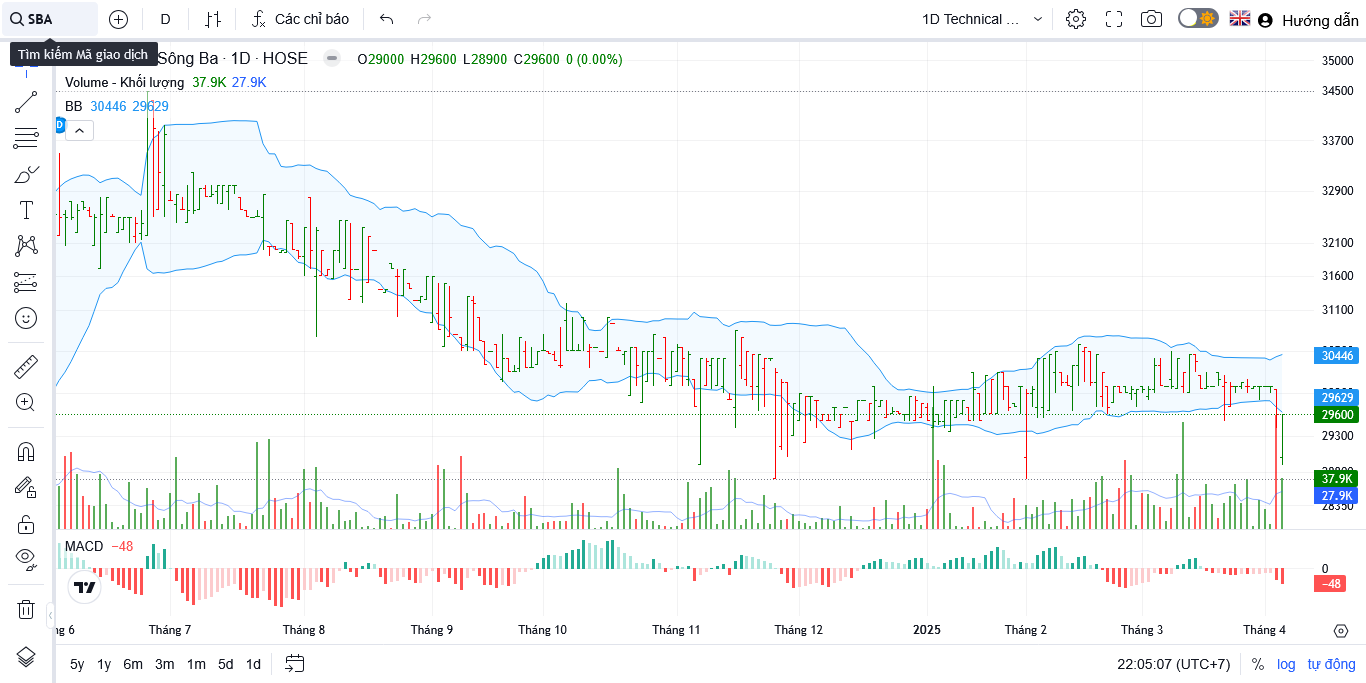 SBA
D
Các chỉ báo
1D Technical ...
Hướng dẫn
Tìm kiếm Mã giao dịch
Sông Ba · 1D · HOSE
O29000 H29600 L28900 C29600 0 (0.00%)
Volume - Khối lượng 37.9K 27.9K
BB 30446 29629
D
35000
34500
33700
32900
32100
31600
31100
30446
29629
29600
29300
37.9K
27.9K
28350
MACD −48
0
−48
ng 6
Tháng 7
Tháng 8
Tháng 9
Tháng 10
Tháng 11
Tháng 12
2025
Tháng 2
Tháng 3
Tháng 4
5y 1y 6m 3m 1m 5d 1d
22:05:07 (UTC+7)
% log tự động